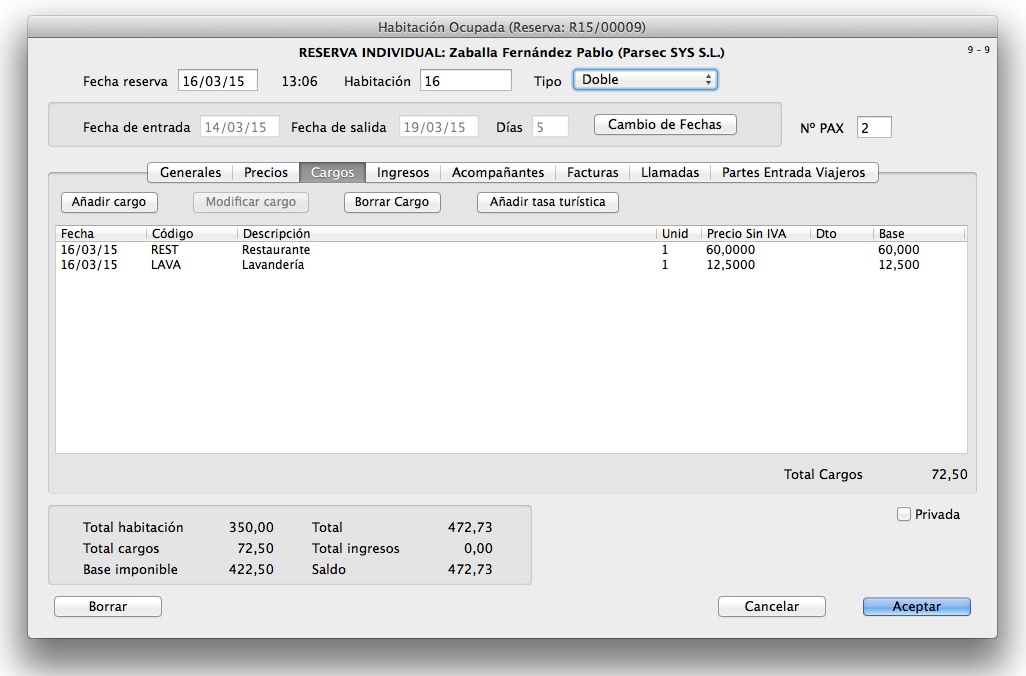 Habitación Ocupada (Reserva: R15/00009)
RESERVA INDIVIDUAL: Zaballa Fernández Pablo (Parsec SYS S.L.) 9 - 9
Fecha reserva 16/03/15 13:06 Habitación 16 Tipo Doble
Fecha de entrada 14/03/15 Fecha de salida 19/03/15 Días 5 Cambio de Fechas Nº PAX 2
Generales Precios Cargos Ingresos Acompañantes Facturas Llamadas Partes Entrada Viajeros
Añadir cargo Modificar cargo Borrar Cargo Añadir tasa turística
Fecha Código Descripción Unid Precio Sin IVA Dto Base
16/03/15 REST Restaurante 1 60,0000 60,000
16/03/15 LAVA Lavandería 1 12,5000 12,500
Total Cargos 72,50
Privada
Total habitación 350,00 Total 472,73
Total cargos 72,50 Total ingresos 0,00
Base imponible 422,50 Saldo 472,73
Borrar Cancelar Aceptar